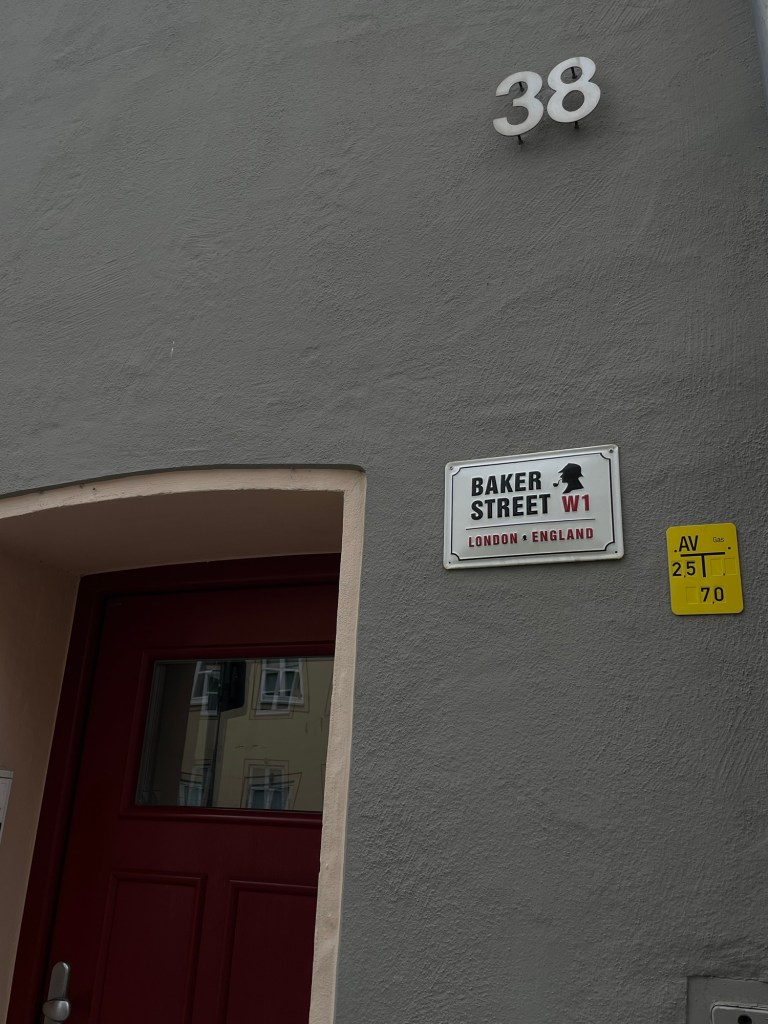 38
BAKER
STREET W1
LONDON • ENGLAND
.AV Gas .
2,5
7,0